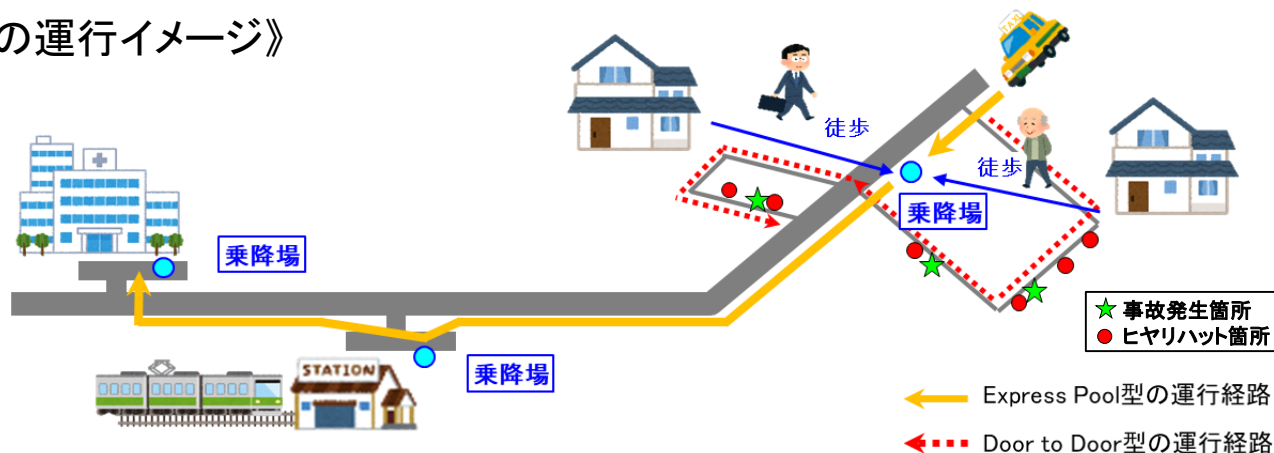 の運行イメージ》
TAXI
徒歩
徒歩
乗降場
乗降場
乗降場
STATION
事故発生箇所
ヒヤリハット箇所
Express Pool型の運行経路
Door to Door型の運行経路